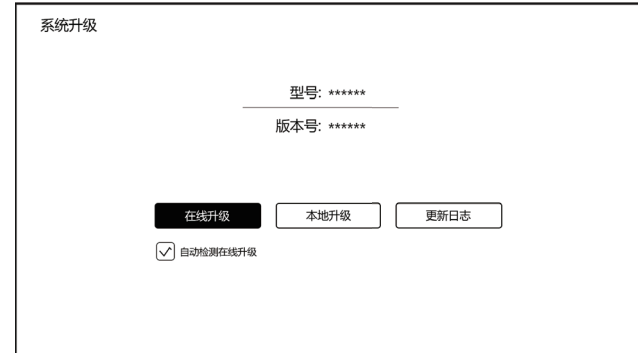 系统升级
型号: ******
版本号: ******
在线升级 本地升级 更新日志
自动检测在线升级